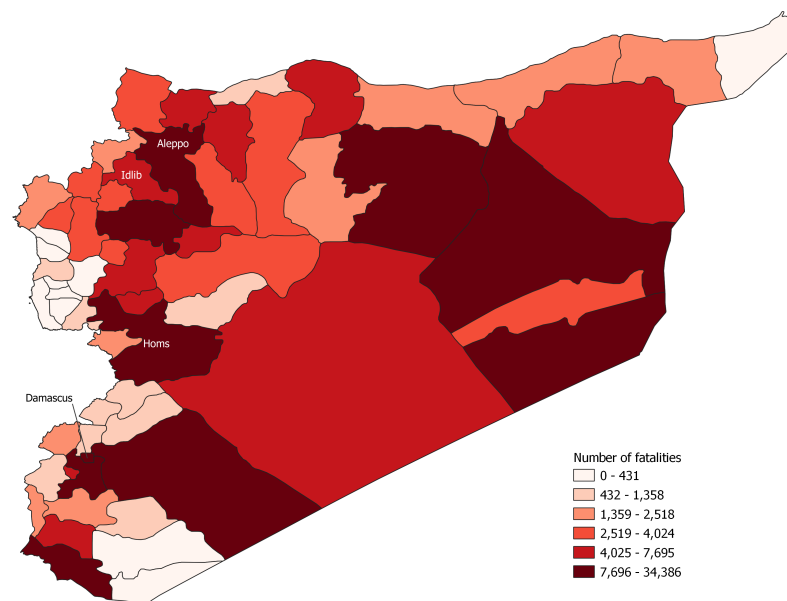 Aleppo
Idlib
Homs
Damascus
Number of fatalities
0 - 431
432 - 1,358
1,359 - 2,518
2,519 - 4,024
4,025 - 7,695
7,696 - 34,386